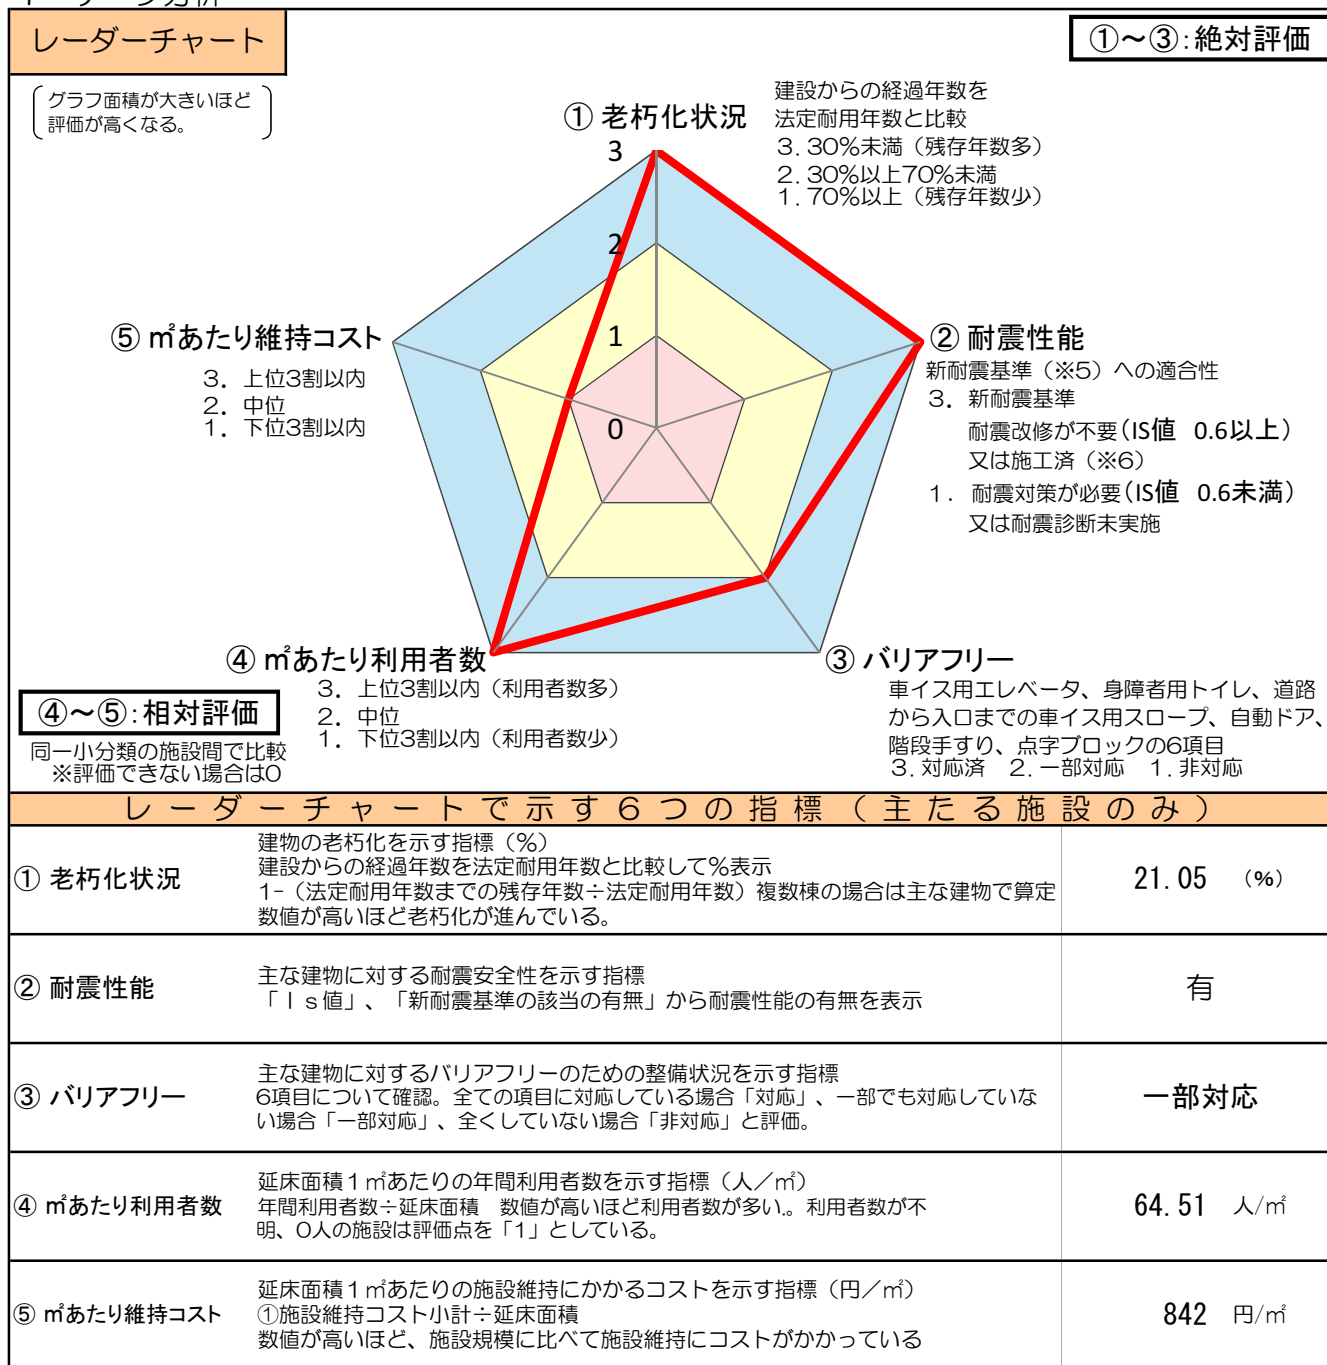 レーダーチャート
①～③:絶対評価
グラフ面積が大きいほど
評価が高くなる。
① 老朽化状況
建設からの経過年数を
法定耐用年数と比較
3. 30%未満（残存年数多）
2. 30%以上70%未満
1. 70%以上（残存年数少）
3
2
1
0
⑤ ㎡あたり維持コスト
3. 上位3割以内
2. 中位
1. 下位3割以内
② 耐震性能
新耐震基準（※5）への適合性
3. 新耐震基準
耐震改修が不要(IS値 0.6以上)
又は施工済（※6）
1. 耐震対策が必要(IS値 0.6未満)
又は耐震診断未実施
④ ㎡あたり利用者数
3. 上位3割以内（利用者数多）
2. 中位
1. 下位3割以内（利用者数少）
③ バリアフリー
車イス用エレベータ、身障者用トイレ、道路
から入口までの車イス用スロープ、自動ドア、
階段手すり、点字ブロックの6項目
3. 対応済 2. 一部対応 1. 非対応
④～⑤:相対評価
同一小分類の施設間で比較
※評価できない場合は0
レーダーチャートで示す６つの指標（主たる施設のみ）
① 老朽化状況
建物の老朽化を示す指標（%）
建設からの経過年数を法定耐用年数と比較して%表示
1-（法定耐用年数までの残存年数÷法定耐用年数）複数棟の場合は主な建物で算定
数値が高いほど老朽化が進んでいる。
21.05 （%）
② 耐震性能
主な建物に対する耐震安全性を示す指標
「Ｉｓ値」、「新耐震基準の該当の有無」から耐震性能の有無を表示
有
③ バリアフリー
主な建物に対するバリアフリーのための整備状況を示す指標
6項目について確認。全ての項目に対応している場合「対応」、一部でも対応していな
い場合「一部対応」、全くしていない場合「非対応」と評価。
一部対応
④ ㎡あたり利用者数
延床面積１㎡あたりの年間利用者数を示す指標（人／㎡）
年間利用者数÷延床面積 数値が高いほど利用者数が多い。利用者数が不
明、0人の施設は評価点を「1」としている。
64.51 人/㎡
⑤ ㎡あたり維持コスト
延床面積１㎡あたりの施設維持にかかるコストを示す指標（円／㎡）
①施設維持コスト小計÷延床面積
数値が高いほど、施設規模に比べて施設維持にコストがかかっている
842 円/㎡